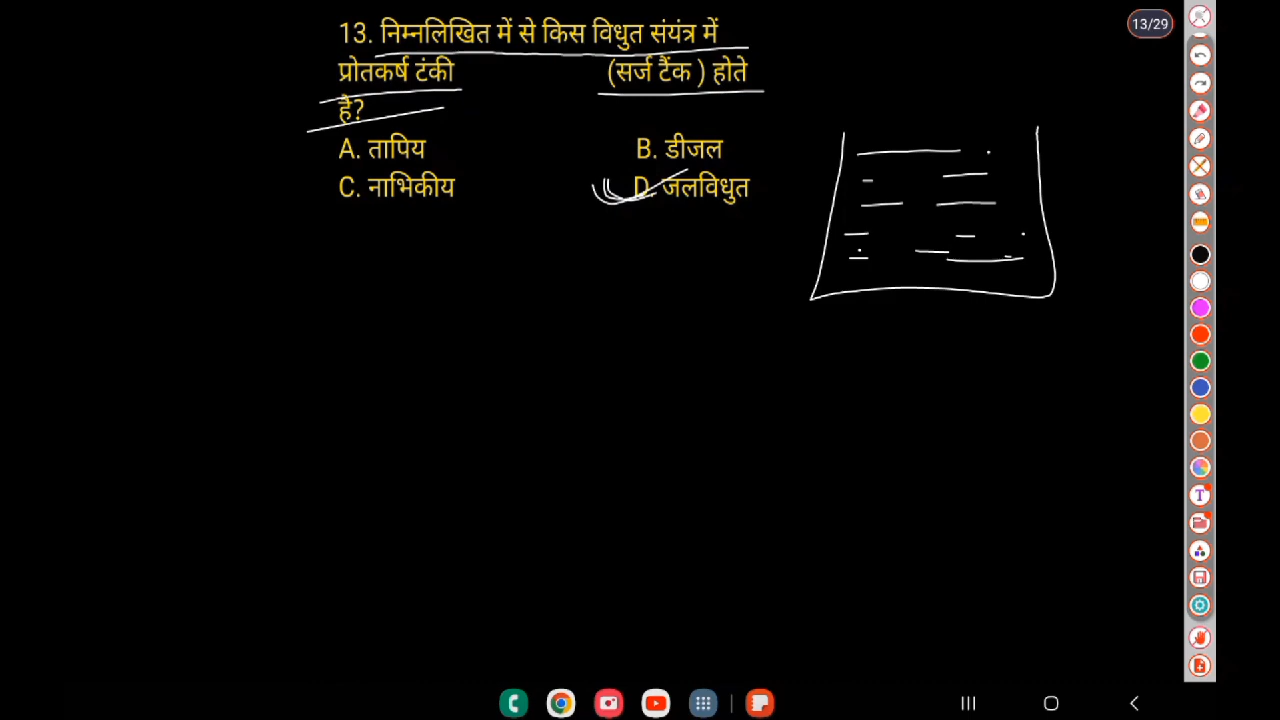 13/29
13. निम्नलिखित में से किस विधुत संयंत्र में
प्रोतकर्ष टंकी (सर्ज टैंक ) होते
है?
A. तापिय B. डीजल
C. नाभिकीय D. जलविधुत
T